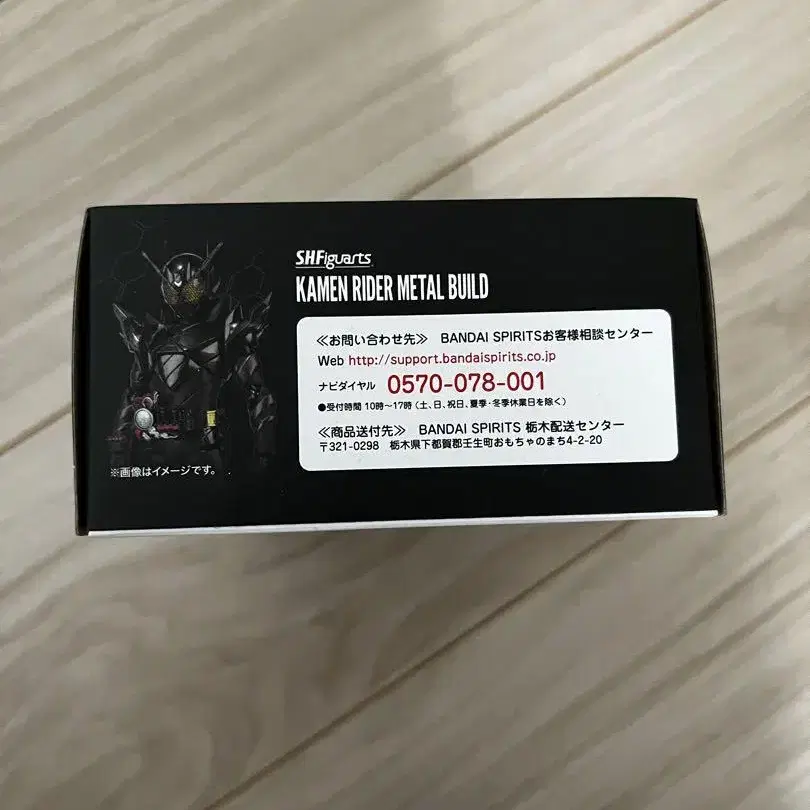 S.H.Figuarts
KAMEN RIDER METAL BUILD
≪お問い合わせ先≫ BANDAI SPIRITSお客様相談センター
Web http://support.bandaispirits.co.jp
ナビダイヤル 0570-078-001
●受付時間 10時～17時 (土、日、祝日、夏季・冬季休業日を除く)
≪商品送付先≫ BANDAI SPIRITS 栃木配送センター
〒321-0298 栃木県下都賀郡壬生町おもちゃのまち4-2-20
※画像はイメージです。